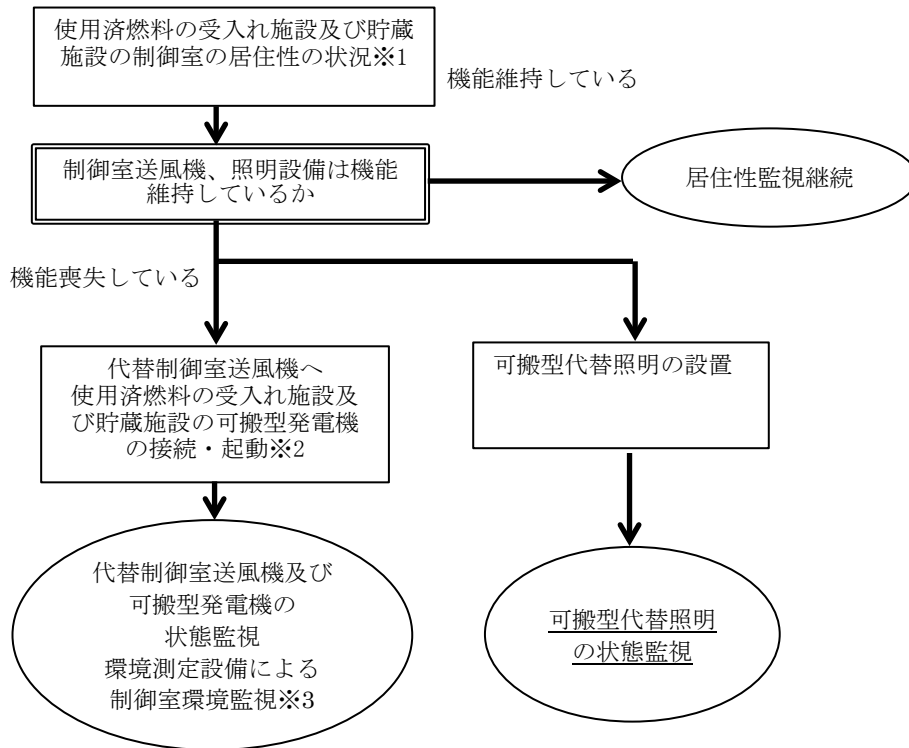 使用済燃料の受入れ施設及び貯蔵
施設の制御室の居住性の状況※1
機能維持している
制御室送風機、照明設備は機能
維持しているか
居住性監視継続
機能喪失している
代替制御室送風機へ
使用済燃料の受入れ施設及
び貯蔵施設の可搬型発電機
の接続・起動※2
可搬型代替照明の設置
代替制御室送風機及び
可搬型発電機の
状態監視
環境測定設備による
制御室環境監視※3
可搬型代替照明
の状態監視